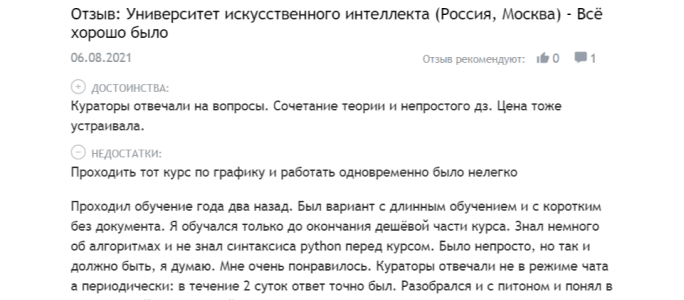 Отзыв: Университет искусственного интеллекта (Россия, Москва) - Всё
хорошо было
06.08.2021 Отзыв рекомендуют: 0 1
ДОСТОИНСТВА:
Кураторы отвечали на вопросы. Сочетание теории и непростого дз. Цена тоже
устраивала.
НЕДОСТАТКИ:
Проходить тот курс по графику и работать одновременно было нелегко
Проходил обучение года два назад. Был вариант с длинным обучением и с коротким
без документа. Я обучался только до окончания дешёвой части курса. Знал немного
об алгоритмах и не знал синтаксиса python перед курсом. Было непросто, но так и
должно быть, я думаю. Мне очень понравилось. Кураторы отвечали не в режиме чата
а периодически: в течение 2 суток ответ точно был. Разобрался и с питоном и понял в